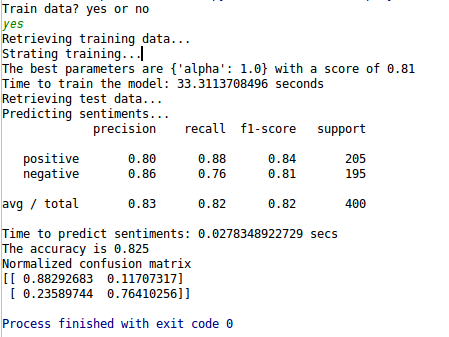 Train data? yes or no
yes
Retrieving training data...
Strating training...
The best parameters are {'alpha': 1.0} with a score of 0.81
Time to train the model: 33.3113708496 seconds
Retrieving test data...
Predicting sentiments...
             precision    recall  f1-score   support

   positive       0.80      0.88      0.84       205
   negative       0.86      0.76      0.81       195

avg / total       0.83      0.82      0.82       400

Time to predict sentiments: 0.0278348922729 secs
The accuracy is 0.825
Normalized confusion matrix
[[ 0.88292683  0.11707317]
 [ 0.23589744  0.76410256]]

Process finished with exit code 0